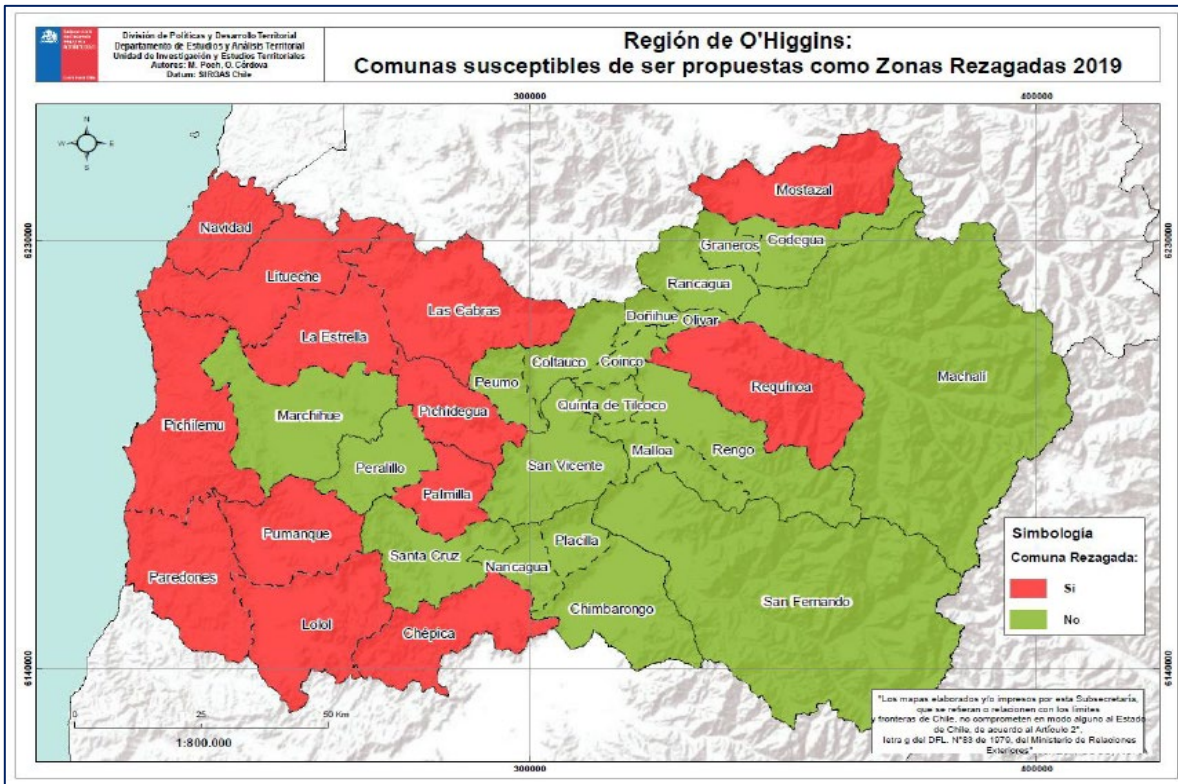 División de Políticas y Desarrollo Territorial
Departamento de Estudios y Análisis Territorial
Unidad de Investigación y Estudios Territoriales
Autores: M. Poch, O. Córdova
Datum: SIRGAS Chile
Región de O'Higgins:
Comunas susceptibles de ser propuestas como Zonas Rezagadas 2019
300000
400000
N
W
E
S
Mostazal
Navidad
6230000
6230000
Graneros
Codegua
Litueche
Rancagua
Las Cabras
Doñihue
Olivar
La Estrella
Coltauco
Coinco
Peumo
Requínoa
Machalí
Pichidegua
Quinta de Tilcoco
Marchihue
Pichilemu
Malloa
Rengo
Peralillo
San Vicente
Palmilla
Pumanque
Placilla
Santa Cruz
Nancagua
Paredones
San Fernando
Chimbarongo
Lolol
Chépica
Simbología
Comuna Rezagada:
Sí
No
6140000
6140000
0
25
50 Km
1:800.000
"Los mapas elaborados y/o impresos por esta Subsecretaría,
que se refieran o relacionen con los límites
y fronteras de Chile, no comprometen en modo alguno al Estado
de Chile, de acuerdo al Artículo 2°,
letra g del DFL. N°83 de 1979, del Ministerio de Relaciones
Exteriores"
300000
400000